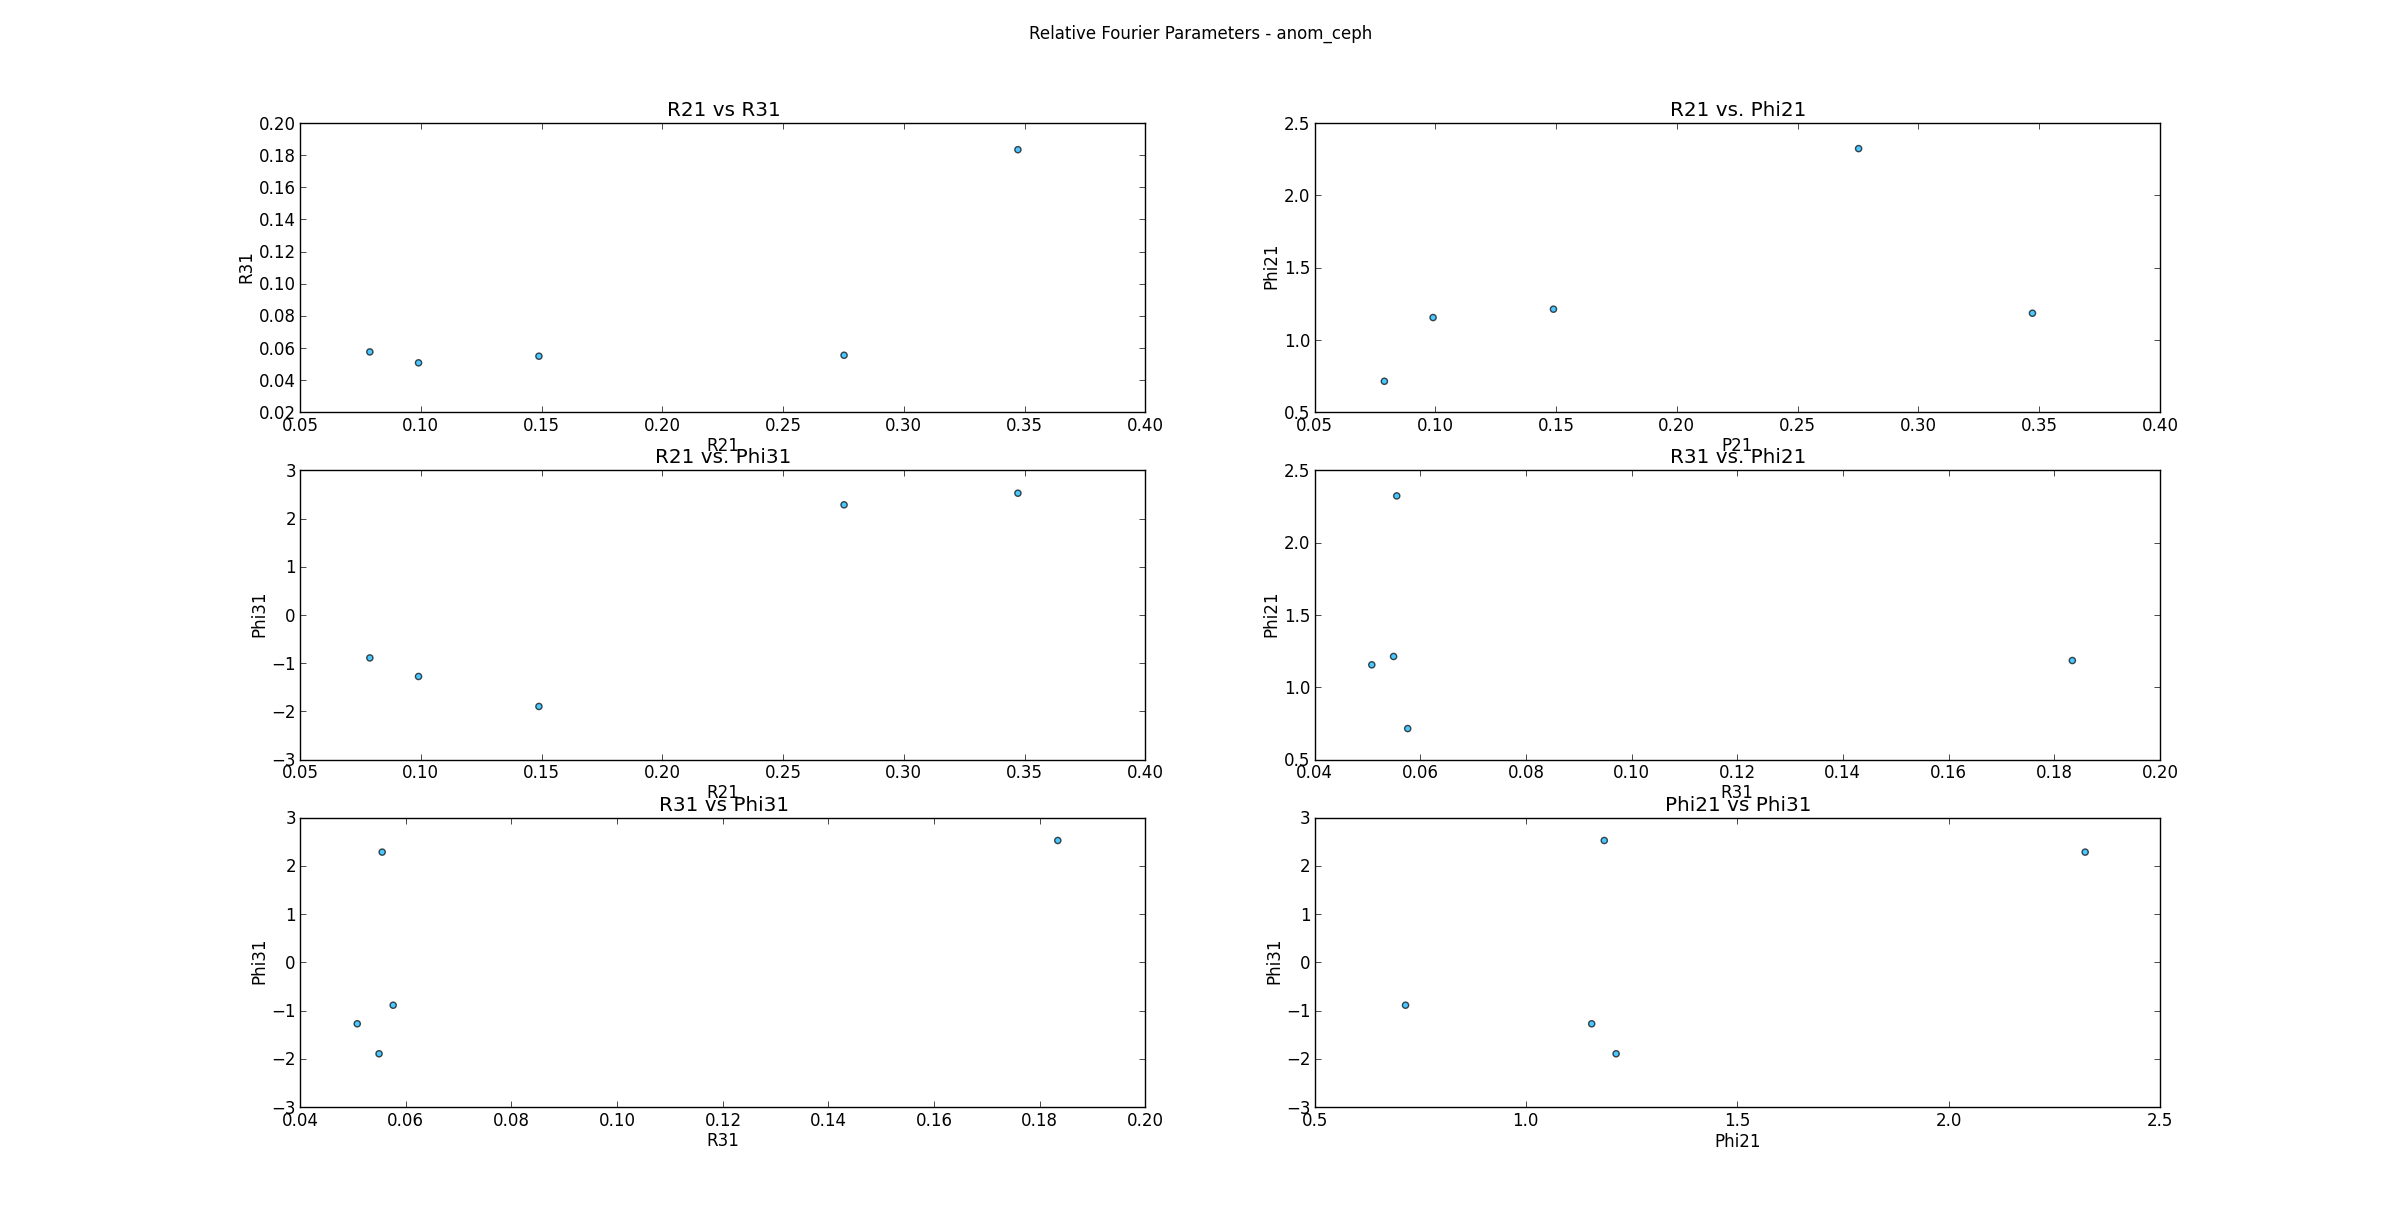 Relative Fourier Parameters - anom_ceph
R21 vs R31
0.20
0.18
0.16
0.14
0.12
0.10
0.08
0.06
0.04
0.02
R31
0.05 0.10 0.15 0.20 0.25 0.30 0.35 0.40
R21
R21 vs. Phi21
2.5
2.0
1.5
1.0
0.5
Phi21
0.05 0.10 0.15 0.20 0.25 0.30 0.35 0.40
P21
R21 vs. Phi31
3
2
1
0
−1
−2
−3
Phi31
0.05 0.10 0.15 0.20 0.25 0.30 0.35 0.40
R21
R31 vs. Phi21
2.5
2.0
1.5
1.0
0.5
Phi21
0.04 0.06 0.08 0.10 0.12 0.14 0.16 0.18 0.20
R31
R31 vs Phi31
3
2
1
0
−1
−2
−3
Phi31
0.04 0.06 0.08 0.10 0.12 0.14 0.16 0.18 0.20
R31
Phi21 vs Phi31
3
2
1
0
−1
−2
−3
Phi31
0.5 1.0 1.5 2.0 2.5
Phi21